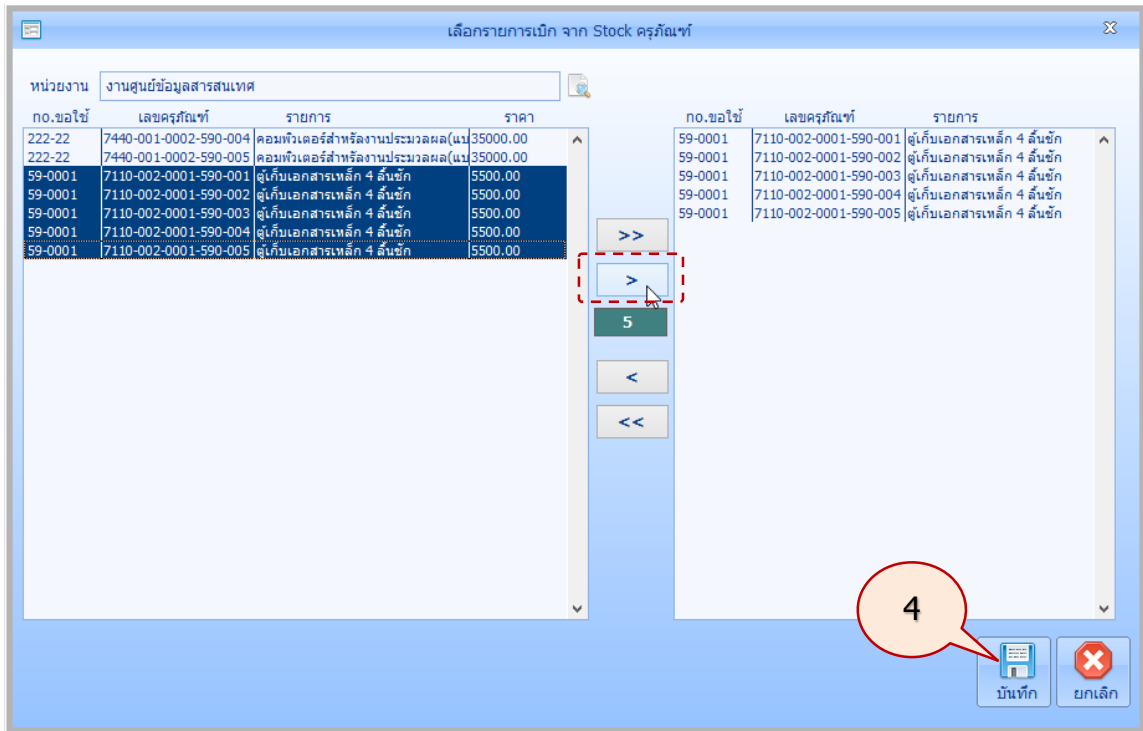 เลือกรายการเบิก จาก Stock ครุภัณฑ์
หน่วยงาน งานศูนย์ข้อมูลสารสนเทศ
no.ขอใช้ เลขครุภัณฑ์ รายการ ราคา
222-22 7440-001-0002-590-004 คอมพิวเตอร์สำหรัลงานประมวลผล(แบ 35000.00
222-22 7440-001-0002-590-005 คอมพิวเตอร์สำหรัลงานประมวลผล(แบ 35000.00
59-0001 7110-002-0001-590-001 ตู้เก็บเอกสารเหล็ก 4 ลิ้นชัก 5500.00
59-0001 7110-002-0001-590-002 ตู้เก็บเอกสารเหล็ก 4 ลิ้นชัก 5500.00
59-0001 7110-002-0001-590-003 ตู้เก็บเอกสารเหล็ก 4 ลิ้นชัก 5500.00
59-0001 7110-002-0001-590-004 ตู้เก็บเอกสารเหล็ก 4 ลิ้นชัก 5500.00
59-0001 7110-002-0001-590-005 ตู้เก็บเอกสารเหล็ก 4 ลิ้นชัก 5500.00
>>
>
5
<
<<
no.ขอใช้ เลขครุภัณฑ์ รายการ
59-0001 7110-002-0001-590-001 ตู้เก็บเอกสารเหล็ก 4 ลิ้นชัก
59-0001 7110-002-0001-590-002 ตู้เก็บเอกสารเหล็ก 4 ลิ้นชัก
59-0001 7110-002-0001-590-003 ตู้เก็บเอกสารเหล็ก 4 ลิ้นชัก
59-0001 7110-002-0001-590-004 ตู้เก็บเอกสารเหล็ก 4 ลิ้นชัก
59-0001 7110-002-0001-590-005 ตู้เก็บเอกสารเหล็ก 4 ลิ้นชัก
4
บันทึก ยกเลิก